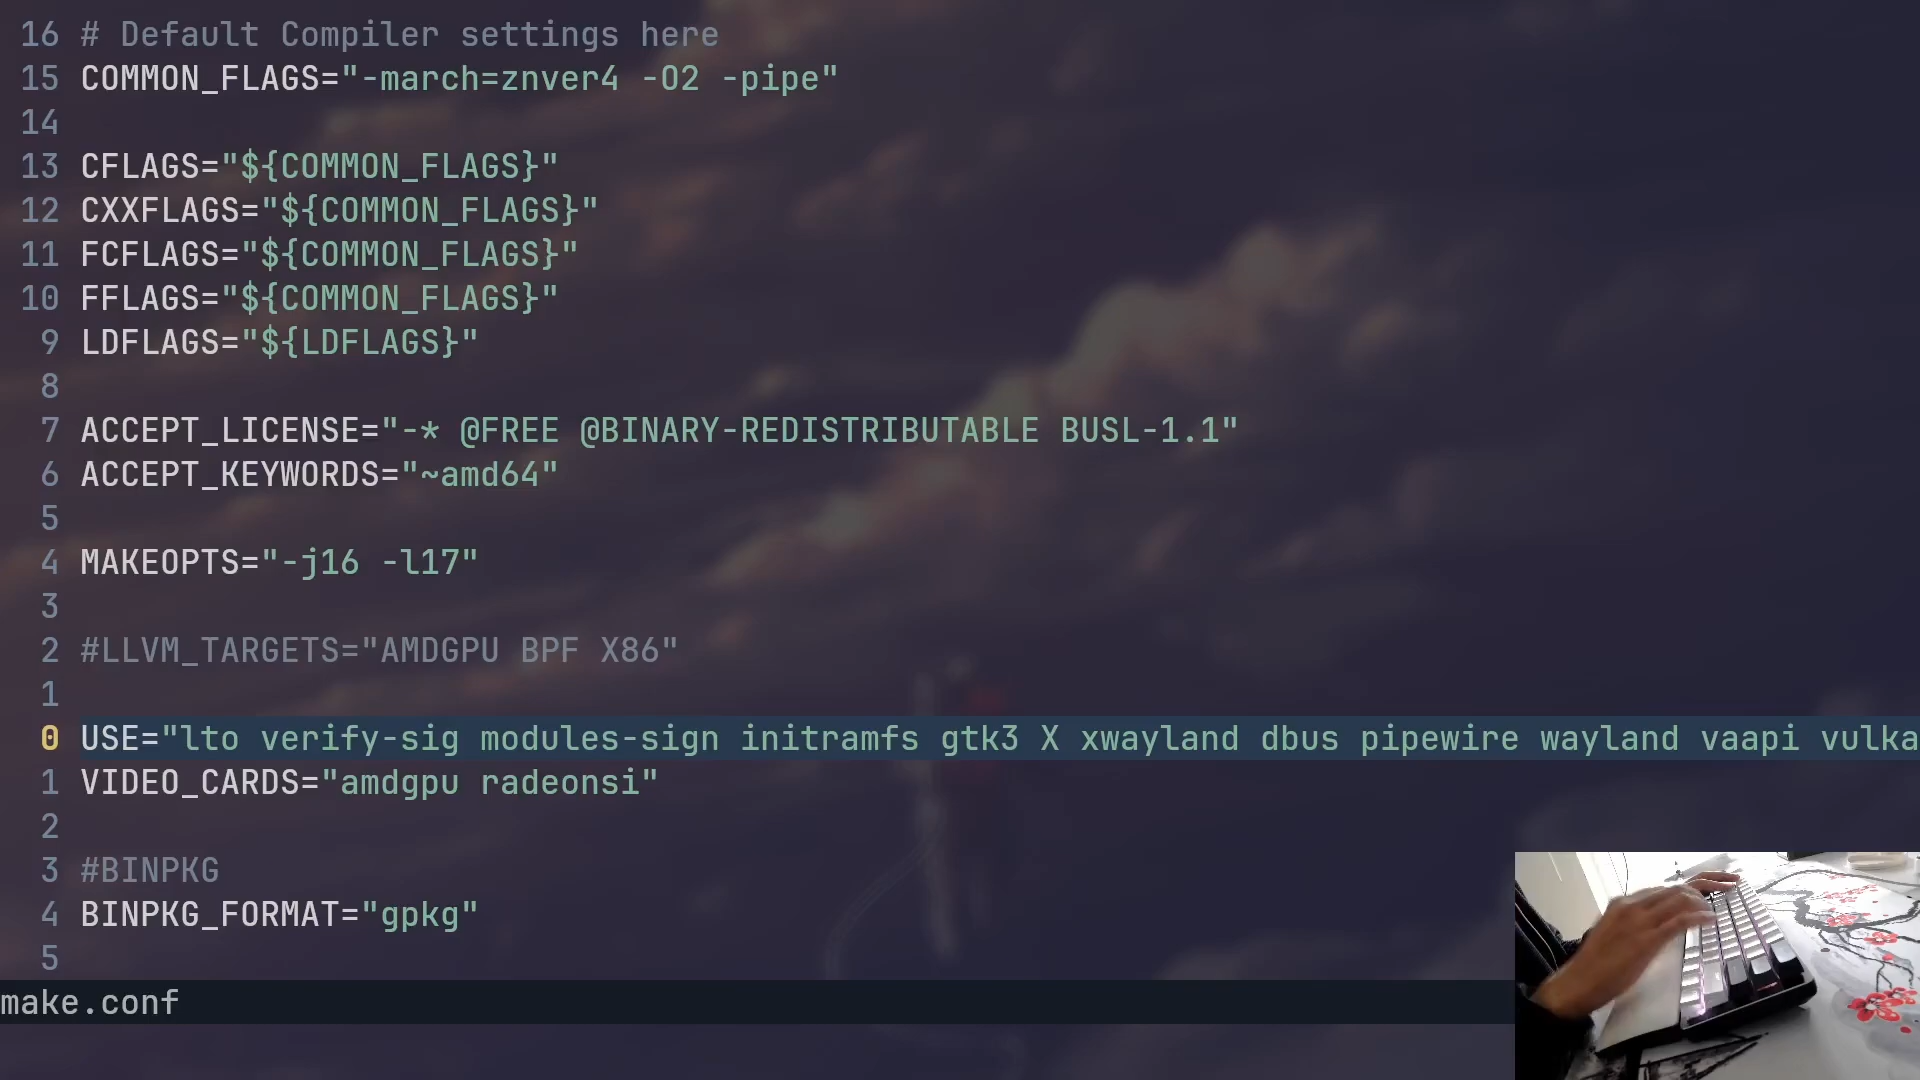 16 # Default Compiler settings here
15 COMMON_FLAGS="-march=znver4 -O2 -pipe"
14
13 CFLAGS="${COMMON_FLAGS}"
12 CXXFLAGS="${COMMON_FLAGS}"
11 FCFLAGS="${COMMON_FLAGS}"
10 FFLAGS="${COMMON_FLAGS}"
9 LDFLAGS="${LDFLAGS}"
8
7 ACCEPT_LICENSE="-* @FREE @BINARY-REDISTRIBUTABLE BUSL-1.1"
6 ACCEPT_KEYWORDS="~amd64"
5
4 MAKEOPTS="-j16 -l17"
3
2 #LLVM_TARGETS="AMDGPU BPF X86"
1
0 USE="lto verify-sig modules-sign initramfs gtk3 X xwayland dbus pipewire wayland vaapi vulka
1 VIDEO_CARDS="amdgpu radeonsi"
2
3 #BINPKG
4 BINPKG_FORMAT="gpkg"
5
make.conf